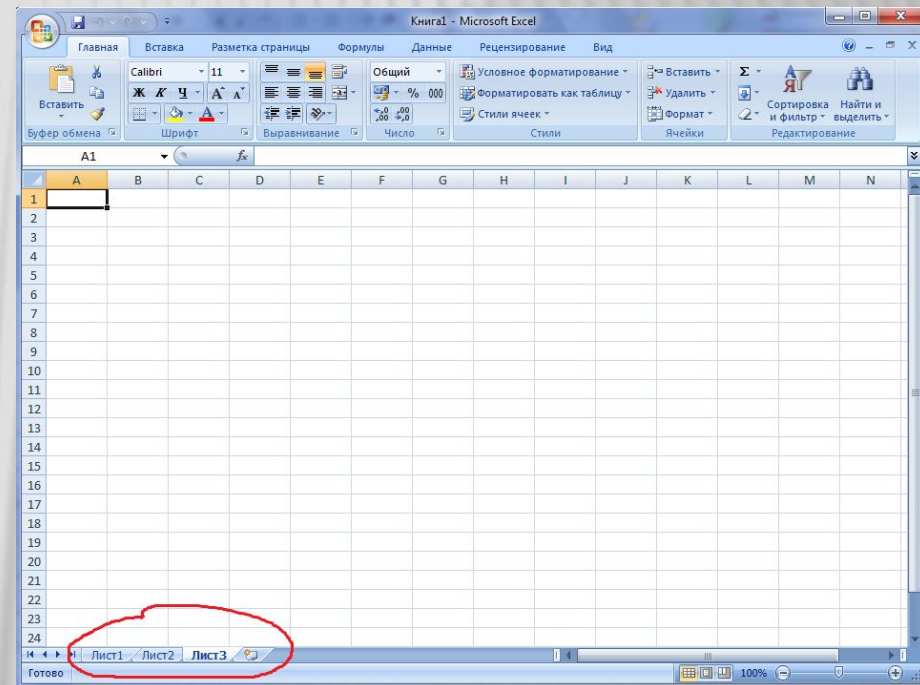 Книга1 - Microsoft Excel
Главная Вставка Разметка страницы Формулы Данные Рецензирование Вид
Вставить
Calibri 11
Общий
Условное форматирование
Вставить
Σ
Ж К Ч А А
% 000
Форматировать как таблицу
Удалить
Сортировка и фильтр
Найти и выделить
А
,00 ,0
Стили ячеек
Формат
Буфер обмена Шрифт Выравнивание Число Стили Ячейки Редактирование
A1 fx
A B C D E F G H I J K L M N
1
2
3
4
5
6
7
8
9
10
11
12
13
14
15
16
17
18
19
20
21
22
23
24
Лист1 Лист2 Лист3
Готово 100%